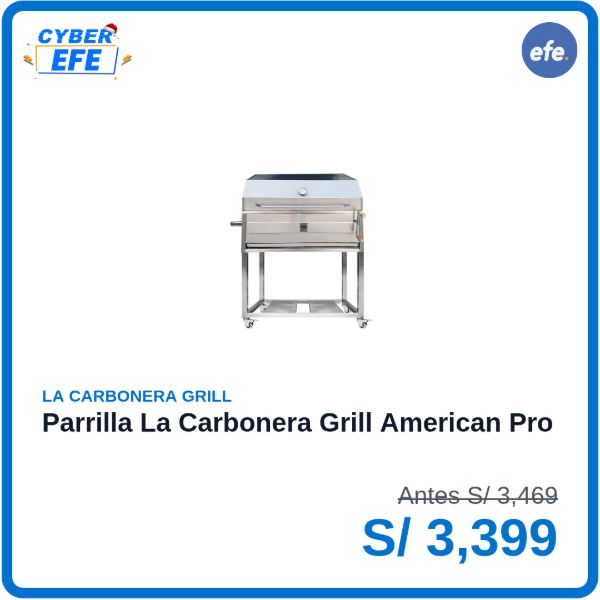 CYBER
EFE
efe.
LA CARBONERA GRILL
Parrilla La Carbonera Grill American Pro
Antes S/ 3,469
S/ 3,399